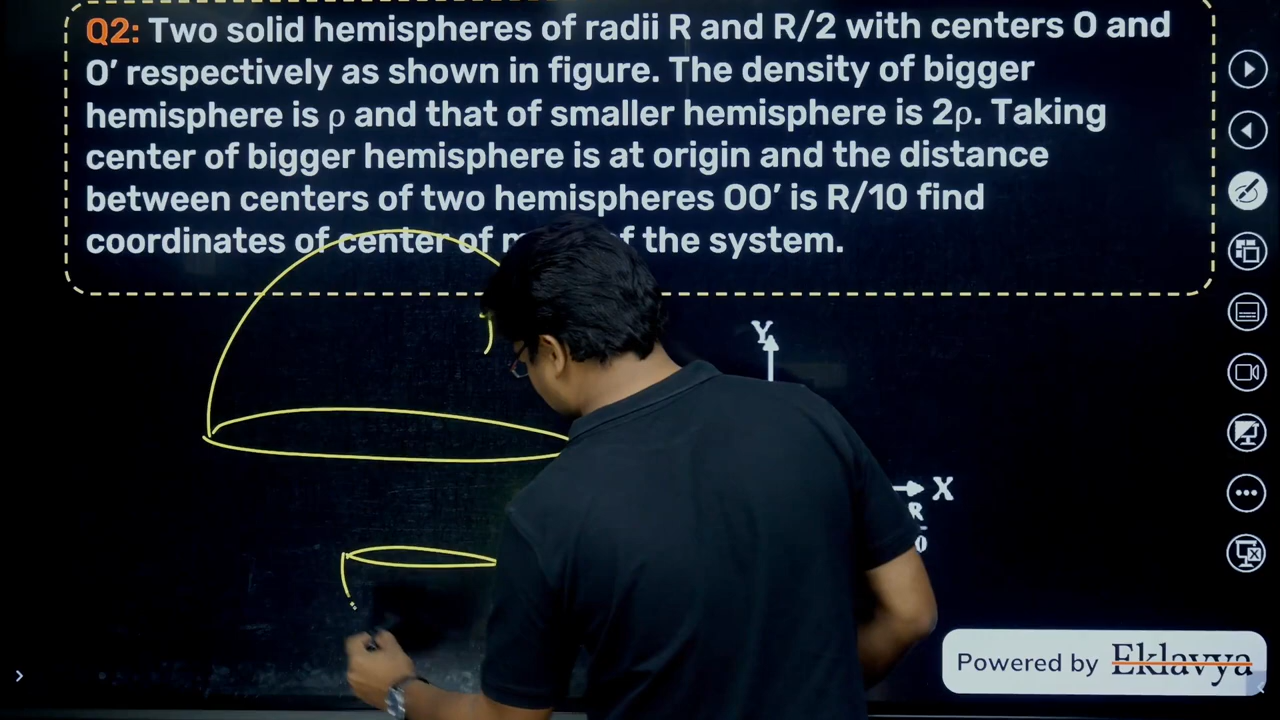 Q2: Two solid hemispheres of radii R and R/2 with centers O and
O' respectively as shown in figure. The density of bigger
hemisphere is ρ and that of smaller hemisphere is 2ρ. Taking
center of bigger hemisphere is at origin and the distance
between centers of two hemispheres OO' is R/10 find
coordinates of center of the system.
Y
X
R
Powered by Eklavya